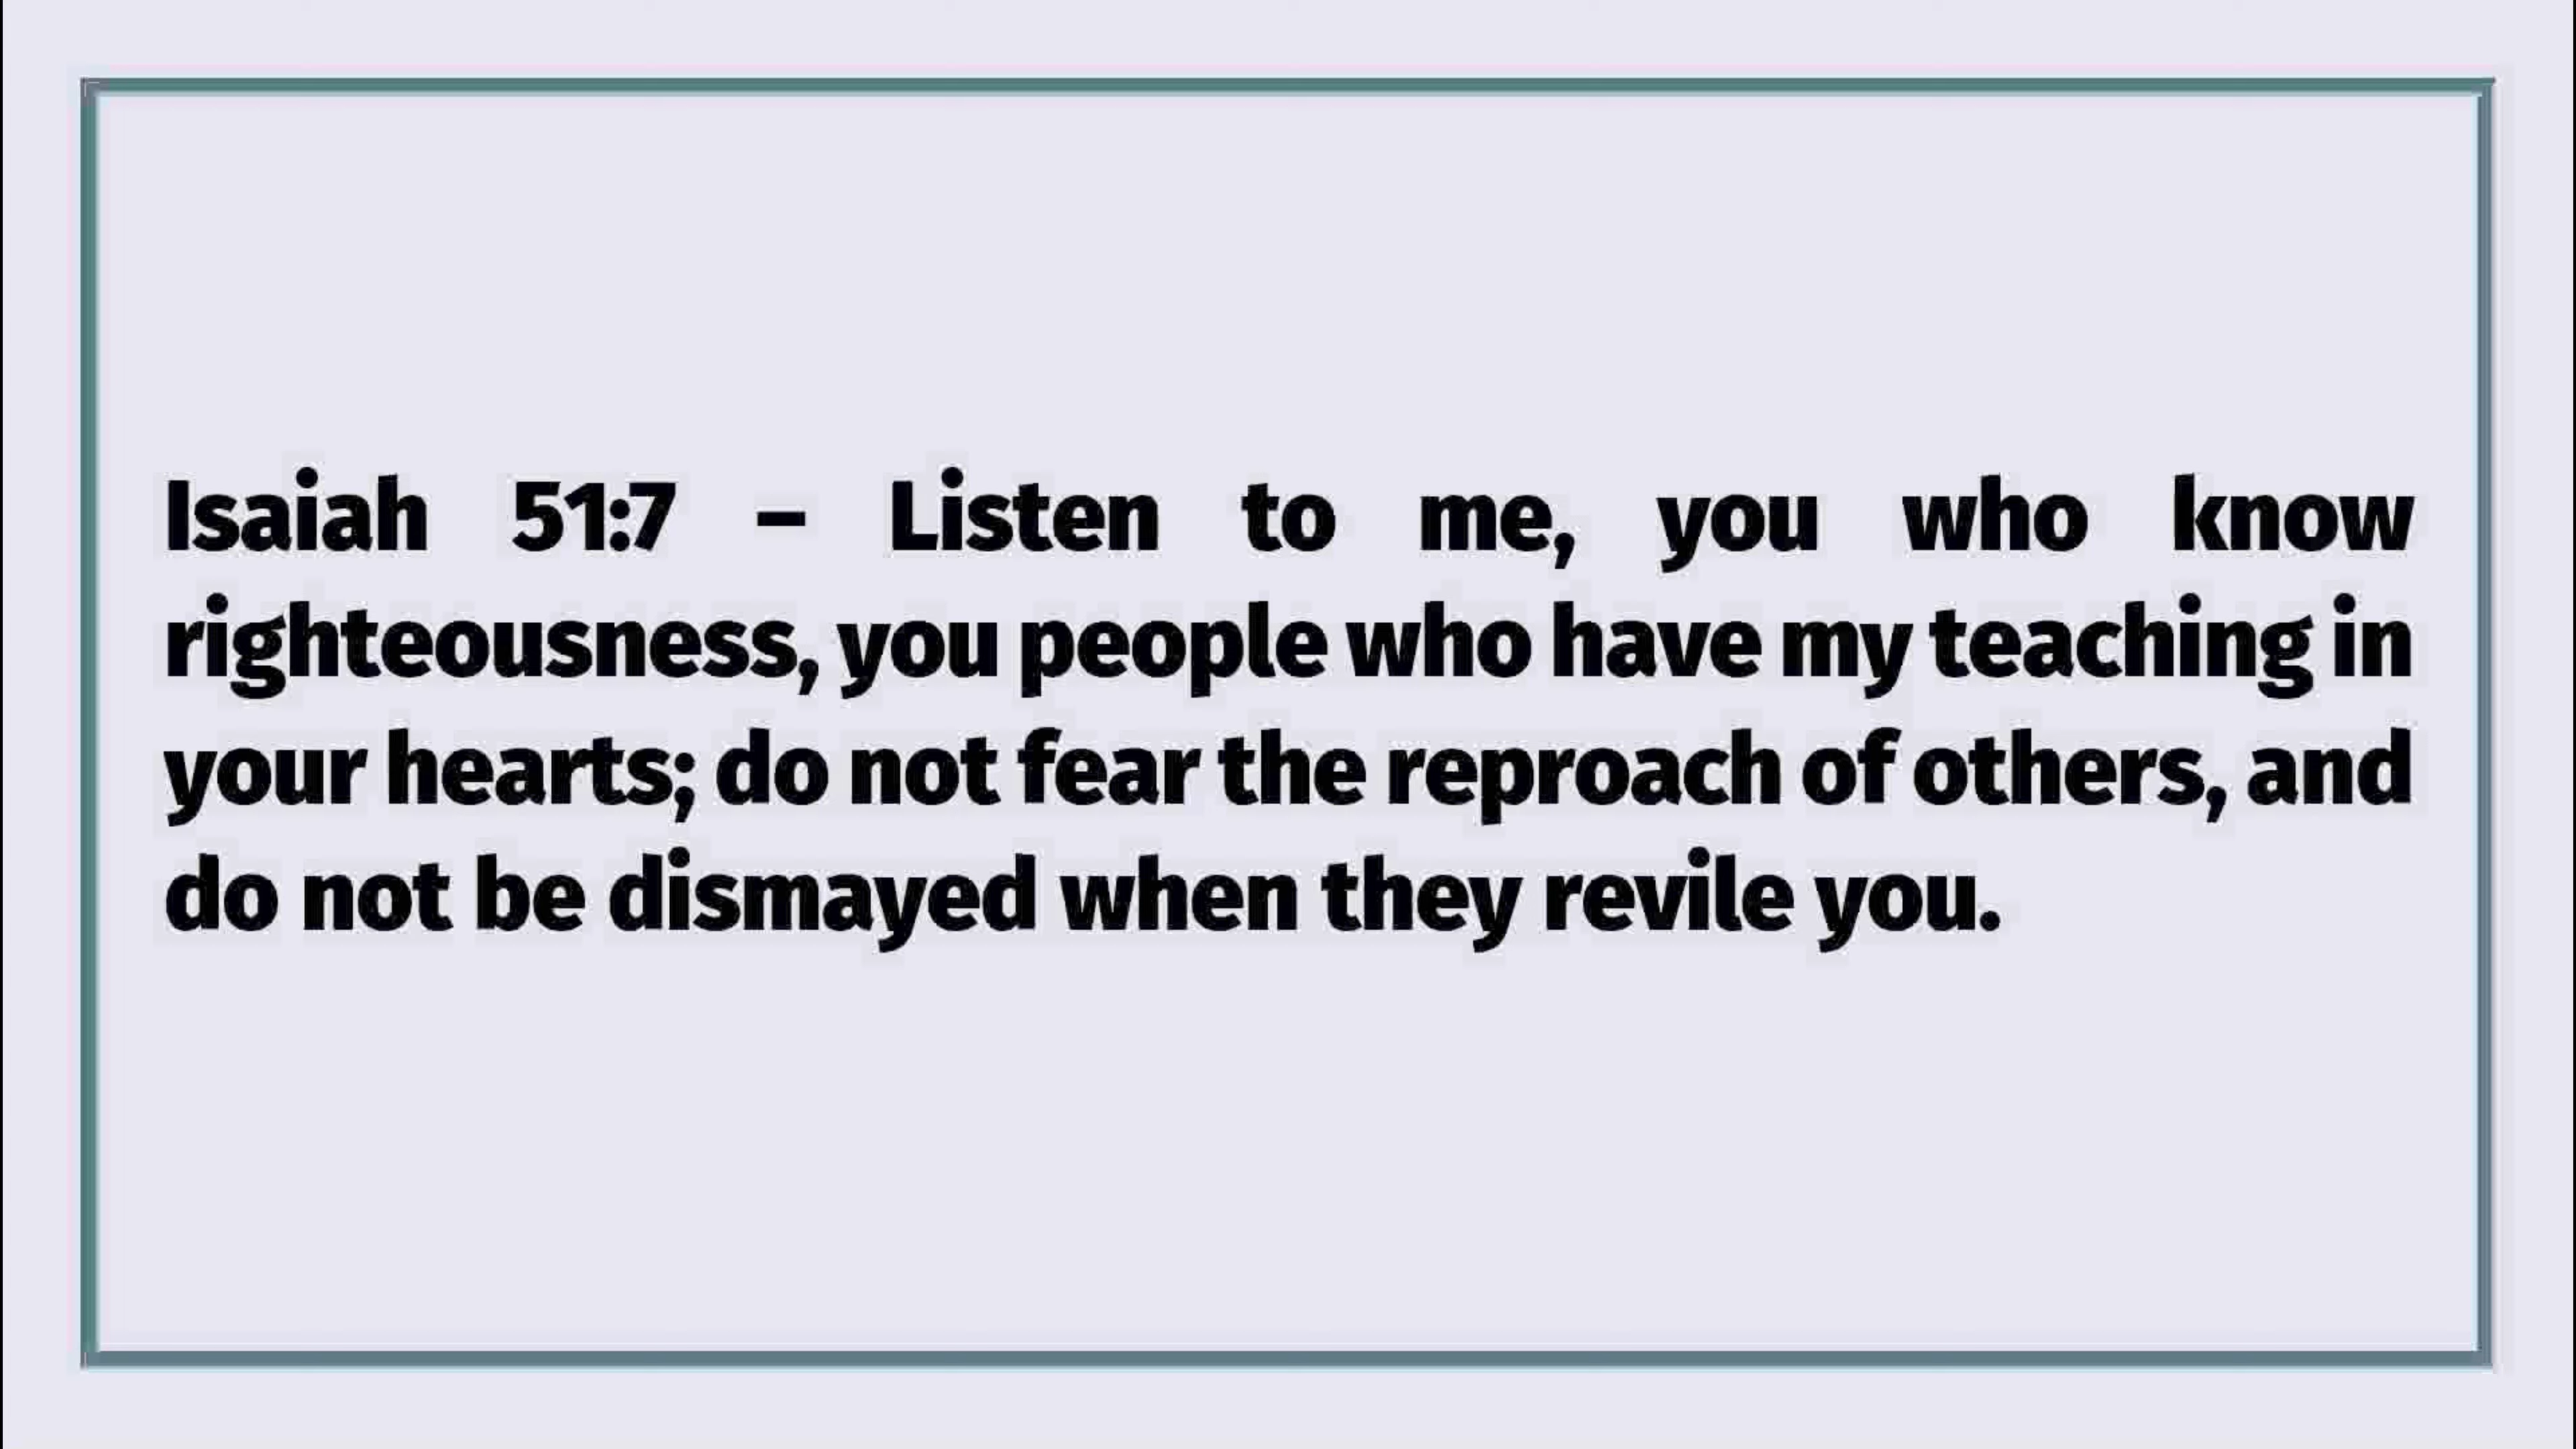 Isaiah 51:7 – Listen to me, you who know
righteousness, you people who have my teaching in
your hearts; do not fear the reproach of others, and
do not be dismayed when they revile you.